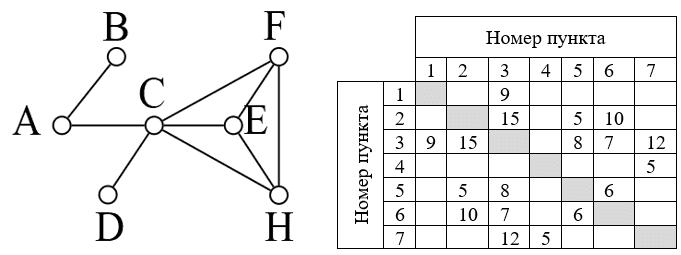 B
F
C
A
E
D
H
Номер пункта
1 2 3 4 5 6 7
Номер пункта
1 9
2 15 5 10
3 9 15 8 7 12
4 5
5 5 8 6
6 10 7 6
7 12 5